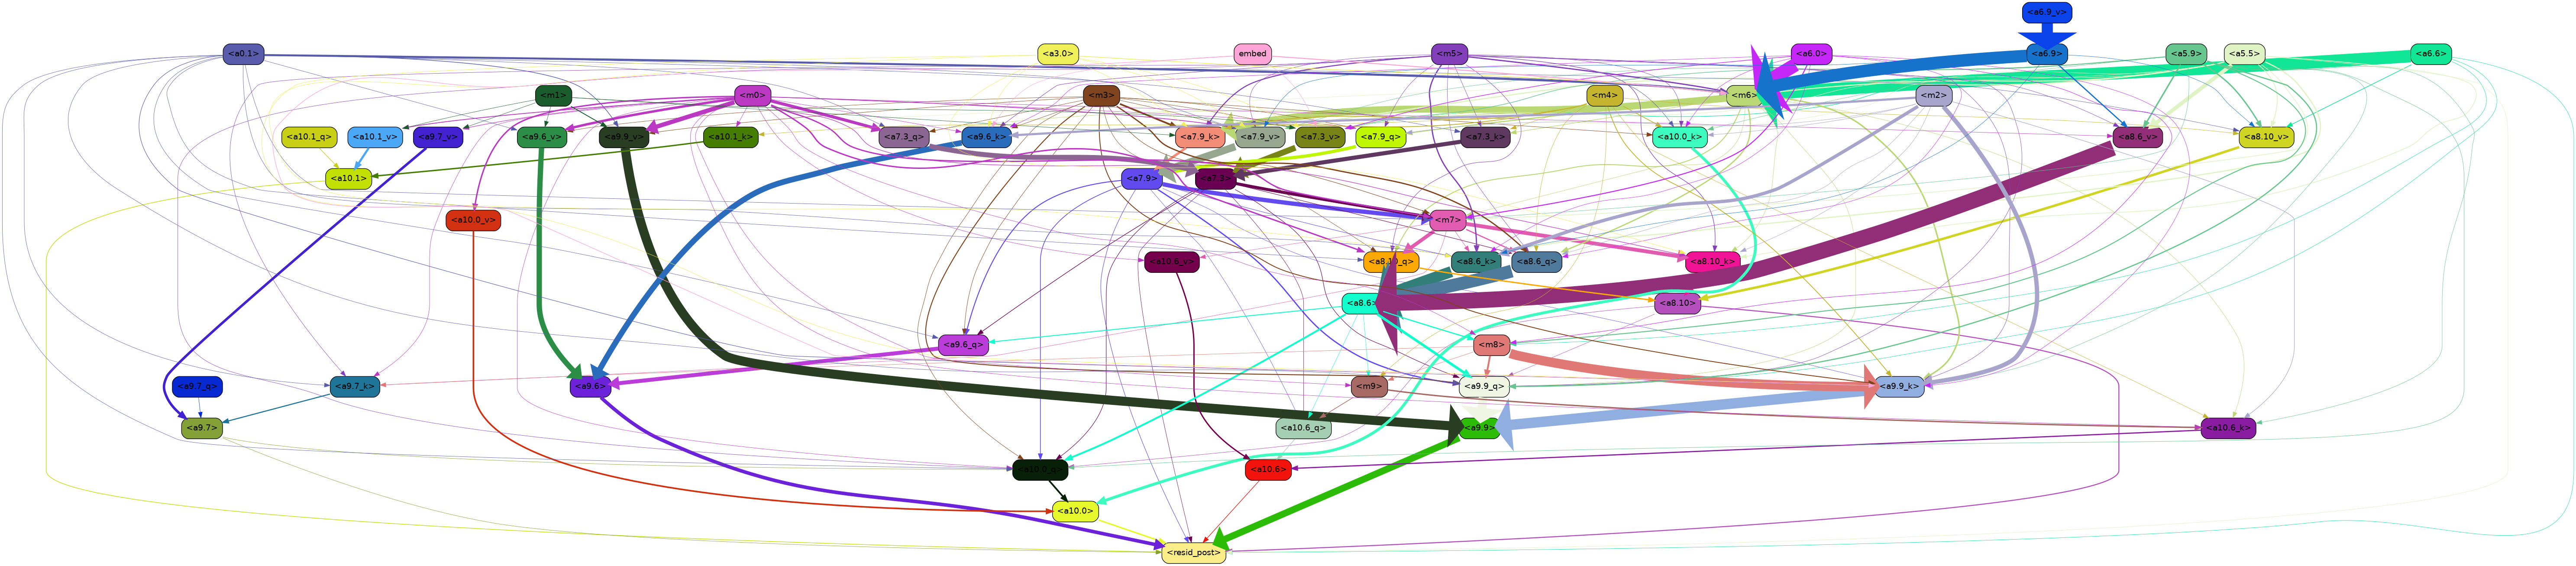 <a6.9_v>
<a0.1> <a3.0> embed <m5> <a6.0> <a6.9> <a5.9> <a5.5> <a6.6>
<m1> <m0> <m3> <m4> <m6> <m2>
<a10.1_q> <a10.1_v> <a9.7_v> <a9.6_v> <a9.9_v> <a10.1_k> <a7.3_q> <a9.6_k> <a7.9_k> <a7.9_v> <a7.3_v> <a7.9_q> <a7.3_k> <a10.0_k> <a8.6_v> <a8.10_v>
<a10.1> <a7.9> <a7.3>
<a10.0_v> <m7>
<a10.6_v> <a8.10_q> <a8.6_k> <a8.6_q> <a8.10_k>
<a8.6> <a8.10>
<a9.6_q> <m8>
<a9.7_q> <a9.7_k> <a9.6> <m9> <a9.9_q> <a9.9_k>
<a9.7> <a10.6_q> <a9.9> <a10.6_k>
<a10.0_q> <a10.6>
<a10.0>
<resid_post>